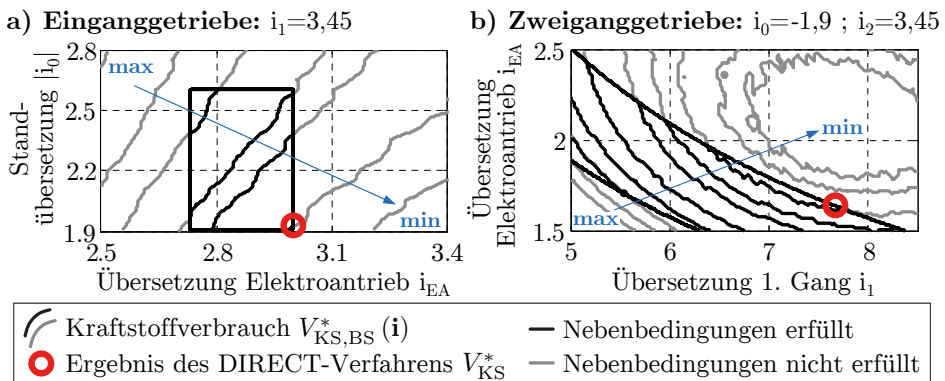 a) Einganggetriebe: i1=3,45
Stand-
übersetzung |i0|
2.8
2.5
2.2
1.9
max
min
2.5 2.8 3.1 3.4
Übersetzung Elektroantrieb iEA
b) Zweiganggetriebe: i0=-1,9 ; i2=3,45
Übersetzung
Elektroantrieb iEA
2.5
2
1.5
min
max
5 6 7 8
Übersetzung 1. Gang i1
Kraftstoffverbrauch V*KS,BS (i)
Ergebnis des DIRECT-Verfahrens V*KS
Nebenbedingungen erfüllt
Nebenbedingungen nicht erfüllt